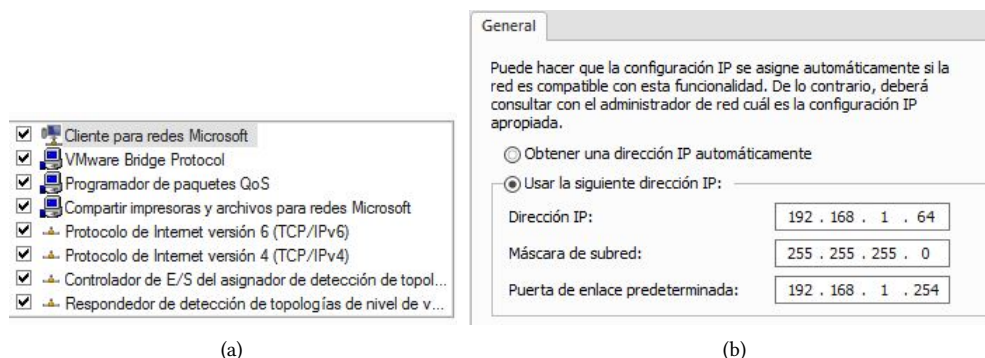 Cliente para redes Microsoft
VMware Bridge Protocol
Programador de paquetes QoS
Compartir impresoras y archivos para redes Microsoft
Protocolo de Internet versión 6 (TCP/IPv6)
Protocolo de Internet versión 4 (TCP/IPv4)
Controlador de E/S del asignador de detección de topol...
Respondedor de detección de topologías de nivel de v...
(a)
General
Puede hacer que la configuración IP se asigne automáticamente si la
red es compatible con esta funcionalidad. De lo contrario, deberá
consultar con el administrador de red cuál es la configuración IP
apropiada.
Obtener una dirección IP automáticamente
Usar la siguiente dirección IP:
Dirección IP: 192 . 168 . 1 . 64
Máscara de subred: 255 . 255 . 255 . 0
Puerta de enlace predeterminada: 192 . 168 . 1 . 254
(b)